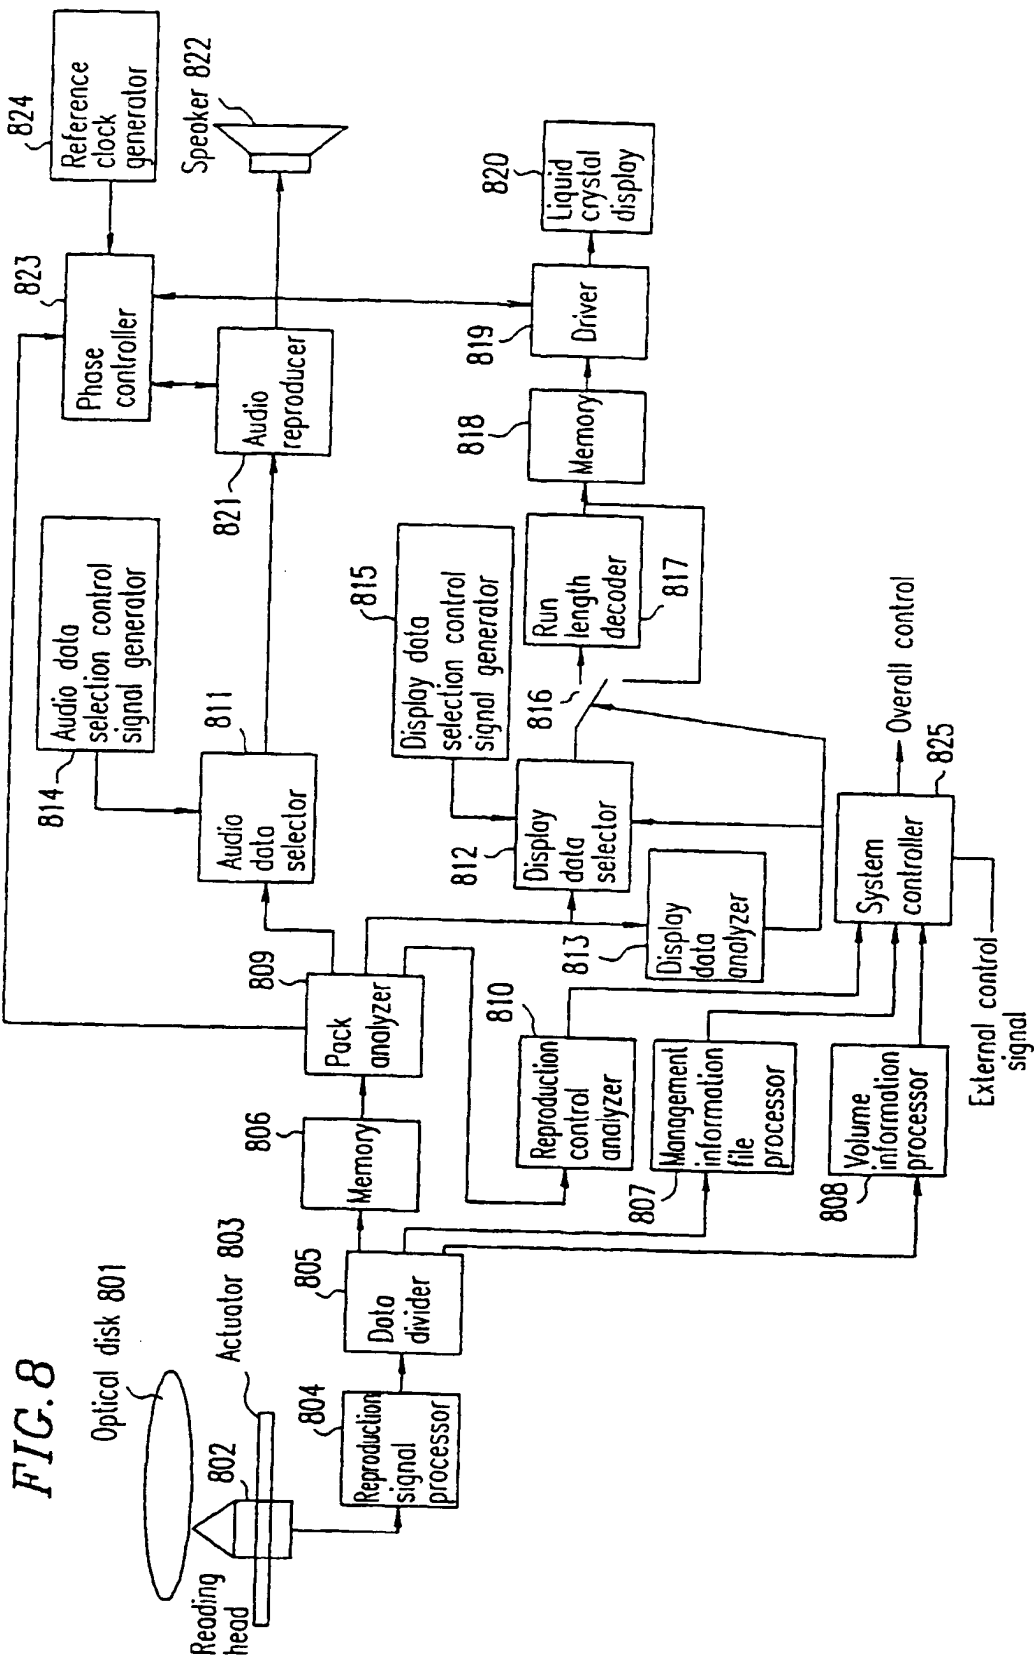 FIG. 8
Optical disk 801
Reading
head
802
Actuator 803
804
Reproduction
signal
processor
805
Data
divider
806
Memory
809
Pack
analyzer
814
Audio data
selection control
signal generator
811
Audio data
data
selector
821
Audio
reproducer
823
Phase
controller
824
Reference
clock
generator
Speaker 822
815
Display data
selection control
signal generator
812
Display
data
selector
813
Display
data
analyzer
816
Run
length
decoder
817
818
Memory
819
Driver
820
Liquid
crystal
display
810
Reproduction
control
analyzer
807
Management
information
file
processor
808
Volume
information
processor
System
controller
825
Overall control
External control
signal